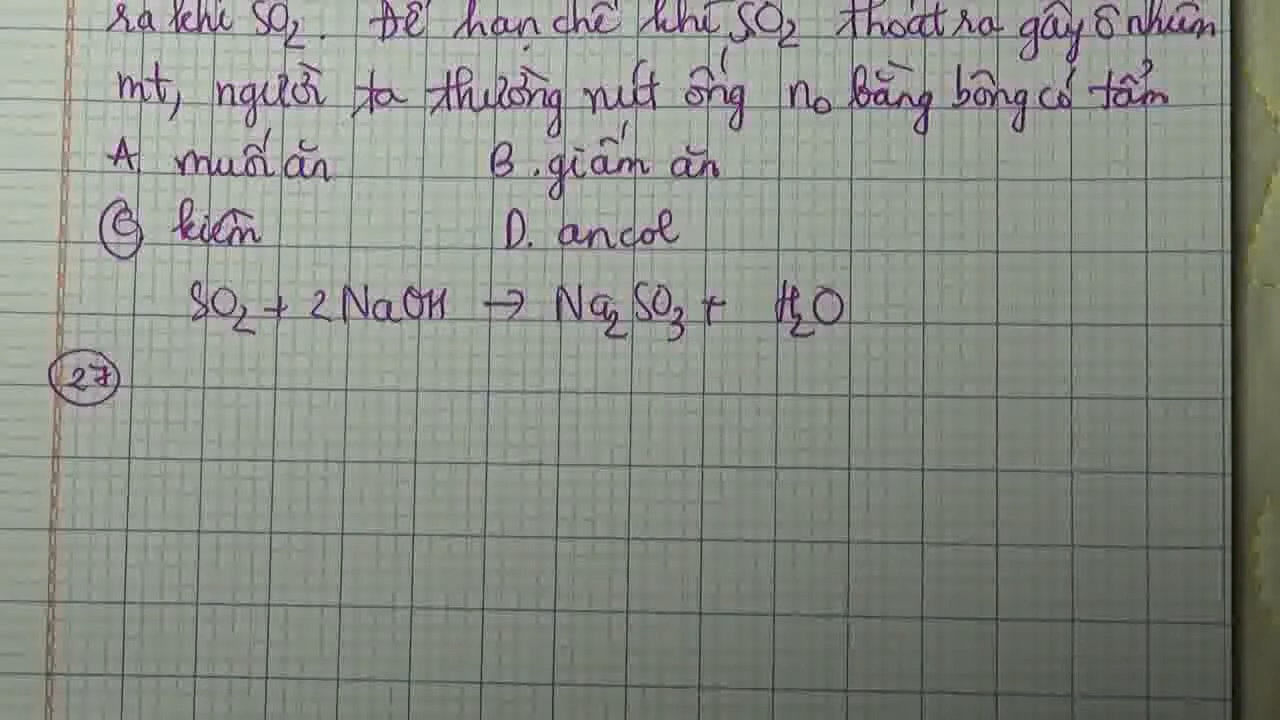 ra khí SO2. Để hạn chế khí SO2 thoát ra gây ô nhiễm
mt, người ta thường nút ống no bằng bông có tẩm
A muối ăn B. giấm ăn
C kiềm D. ancol
SO2 + 2NaOH → Na2SO3 + H2O
27